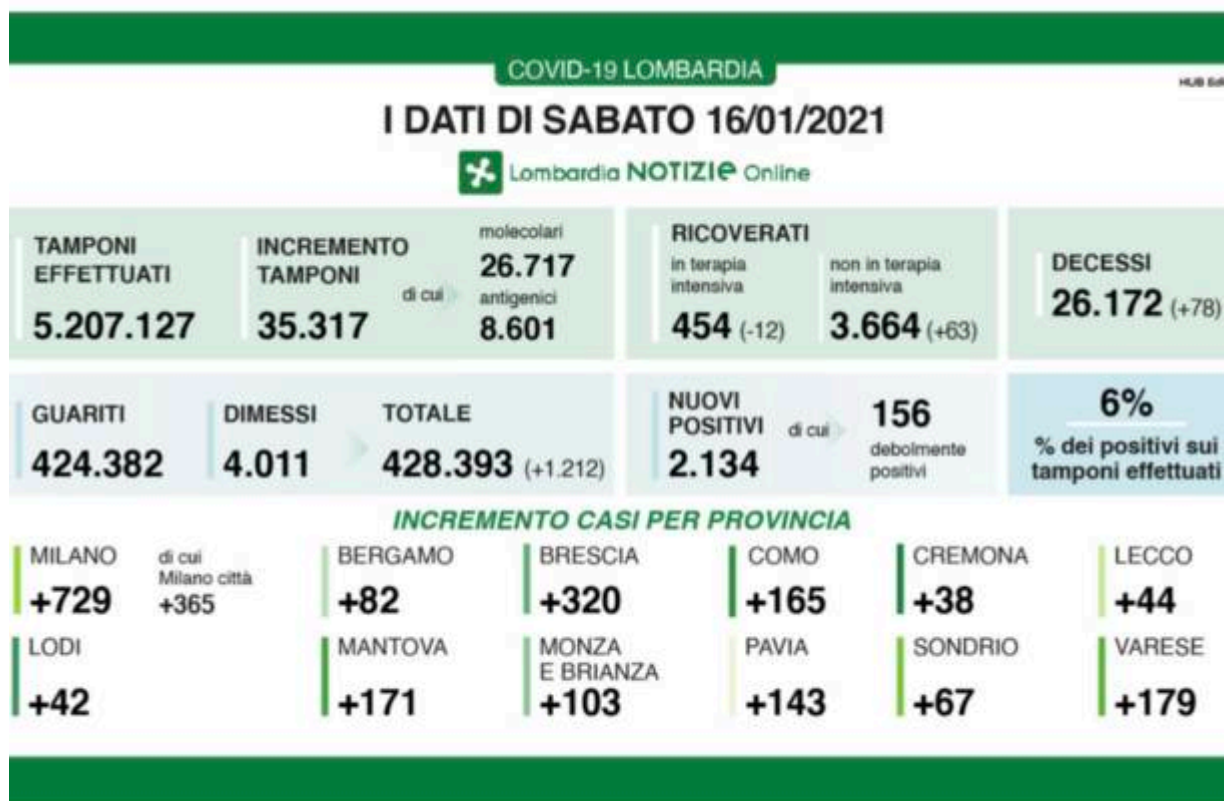 COVID-19 LOMBARDIA
I DATI DI SABATO 16/01/2021
Lombardia NOTIZIE Online
TAMPONI
EFFETTUATI
5.207.127
INCREMENTO
TAMPONI
35.317
di cui
molecolari
26.717
antigenici
8.601
RICOVERATI
in terapia
intensiva
454 (-12)
non in terapia
intensiva
3.664 (+63)
DECESSI
26.172 (+78)
GUARITI
424.382
DIMESSI
4.011
TOTALE
428.393 (+1.212)
NUOVI
POSITIVI
2.134
di cui
156
debolmente
positivi
6%
% dei positivi sui
tamponi effettuati
INCREMENTO CASI PER PROVINCIA
MILANO
+729
di cui
Milano città
+365
BERGAMO
+82
BRESCIA
+320
COMO
+165
CREMONA
+38
LECCO
+44
LODI
+42
MANTOVA
+171
MONZA
E BRIANZA
+103
PAVIA
+143
SONDRIO
+67
VARESE
+179